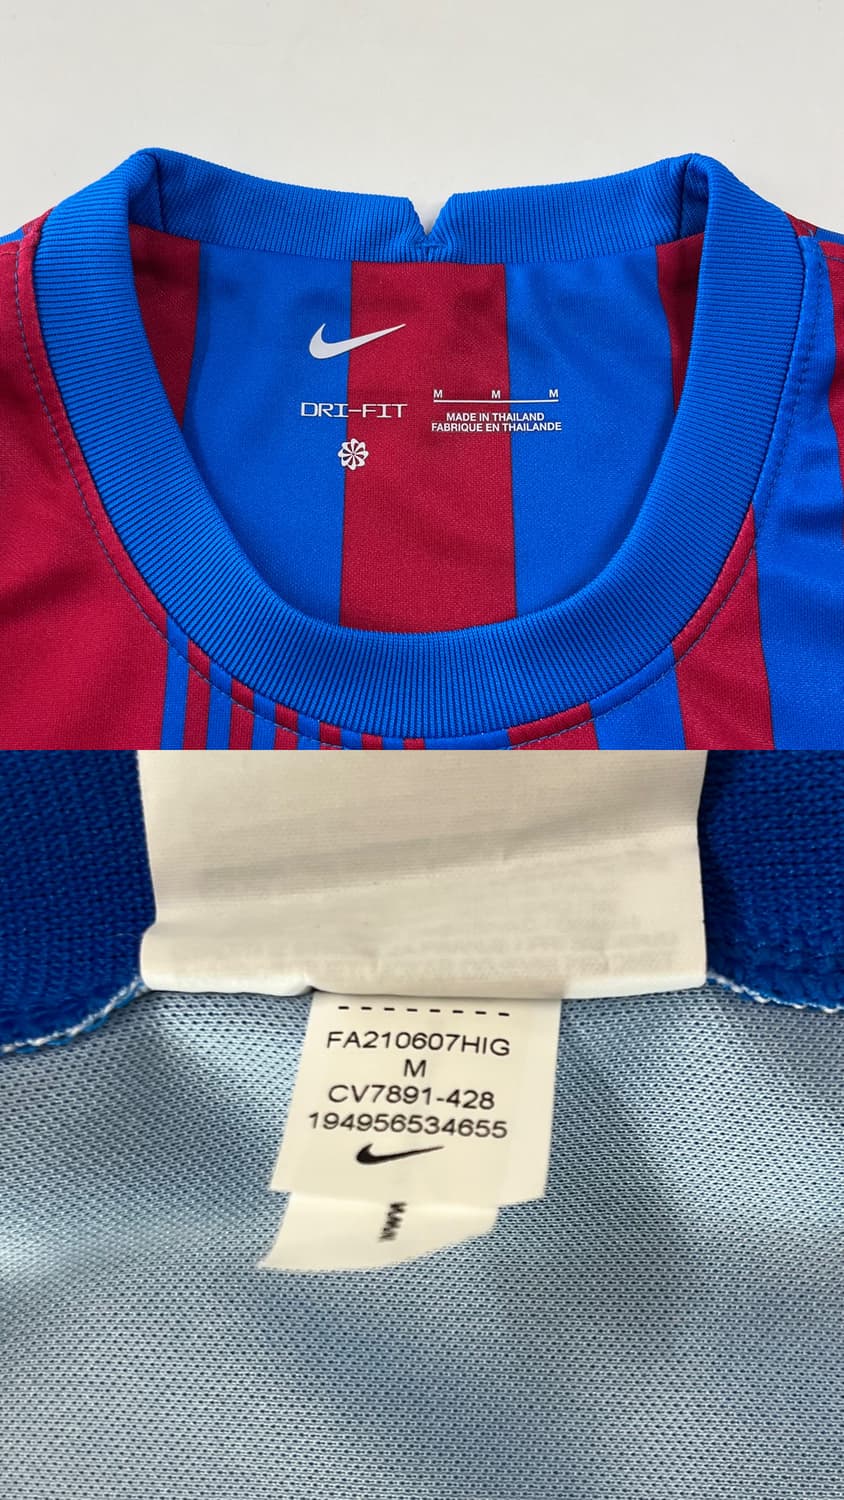 DRI-FIT
M M M
MADE IN THAILAND
FABRIQUE EN THAILANDE
FA210607HIG
M
CV7891-428
194956534655